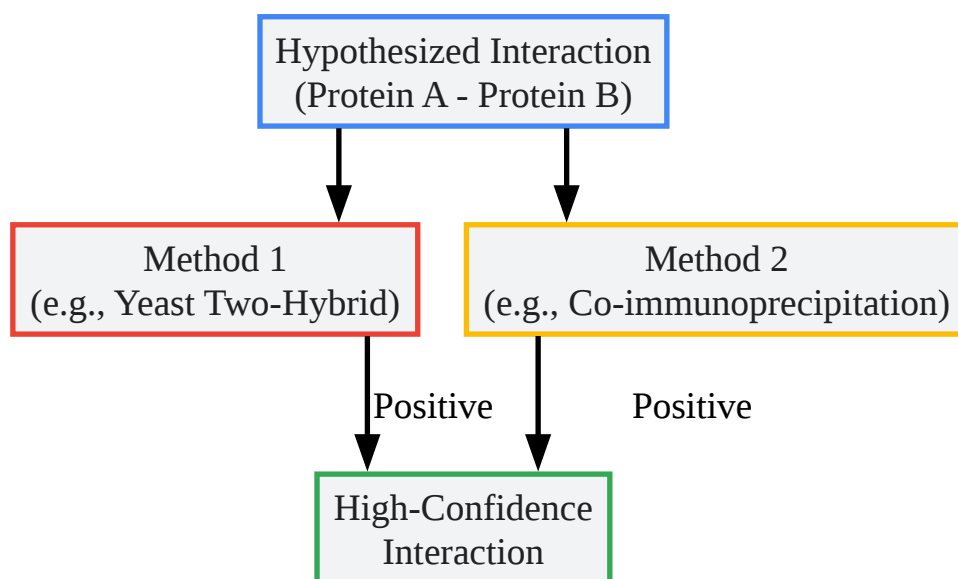 Hypothesized Interaction
(Protein A - Protein B)
Method 1
(e.g., Yeast Two-Hybrid)
Method 2
(e.g., Co-immunoprecipitation)
Positive
Positive
High-Confidence
Interaction